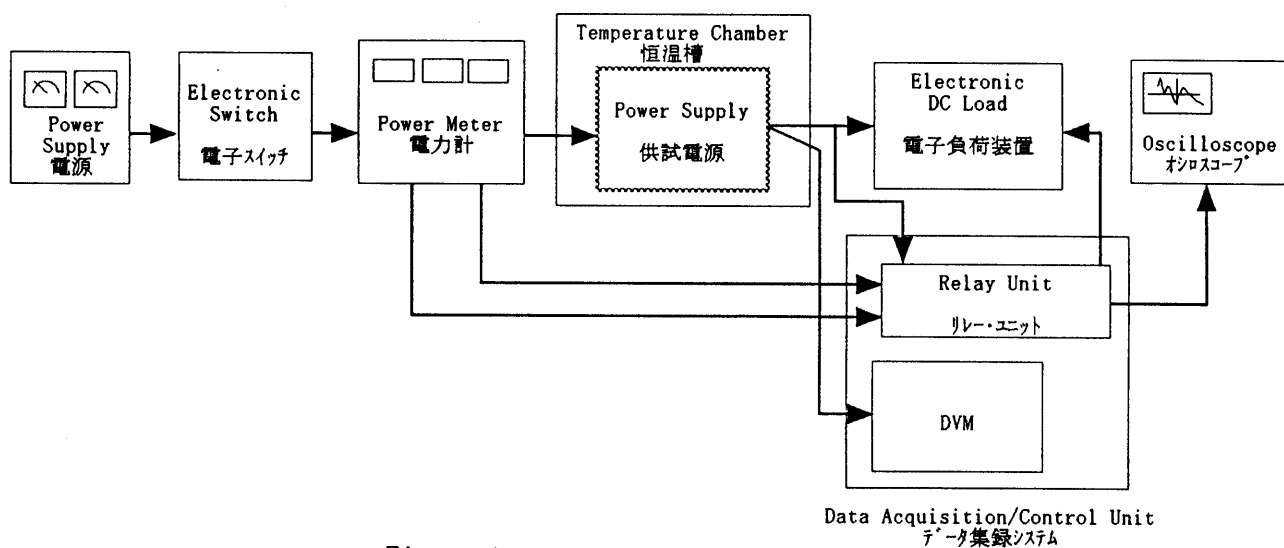 Power
Supply
電源
Electronic
Switch
電子スイッチ
Power Meter
電力計
Temperature Chamber
恒温槽
Power Supply
供試電源
Electronic
DC Load
電子負荷装置
Oscilloscope
オシロスコープ
Relay Unit
リレー・ユニット
DVM
Data Acquisition/Control Unit
データ集録システム